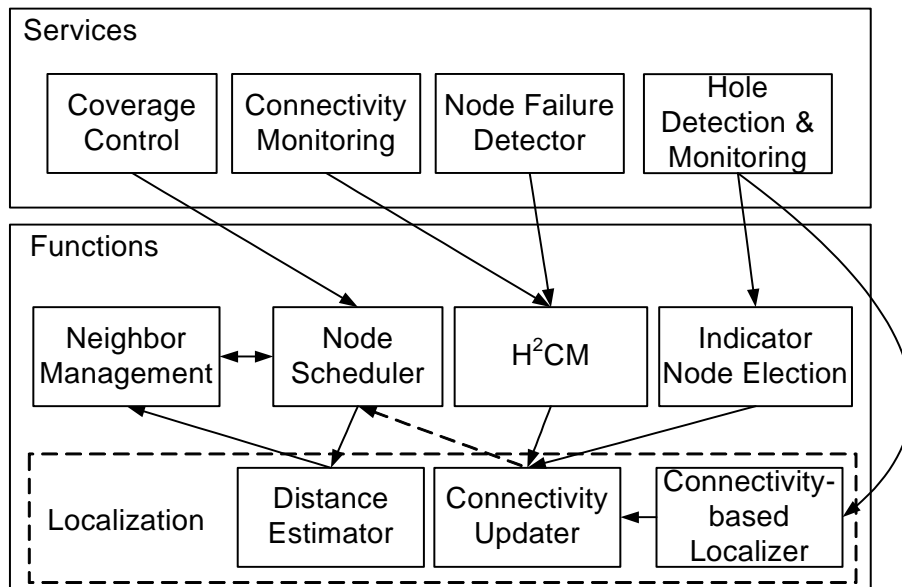 Services
Coverage
Control
Connectivity
Monitoring
Node Failure
Detector
Hole
Detection &
Monitoring
Functions
Neighbor
Management
Node
Scheduler
H²CM
Indicator
Node Election
Localization
Distance
Estimator
Connectivity
Updater
Connectivity-
based
Localizer